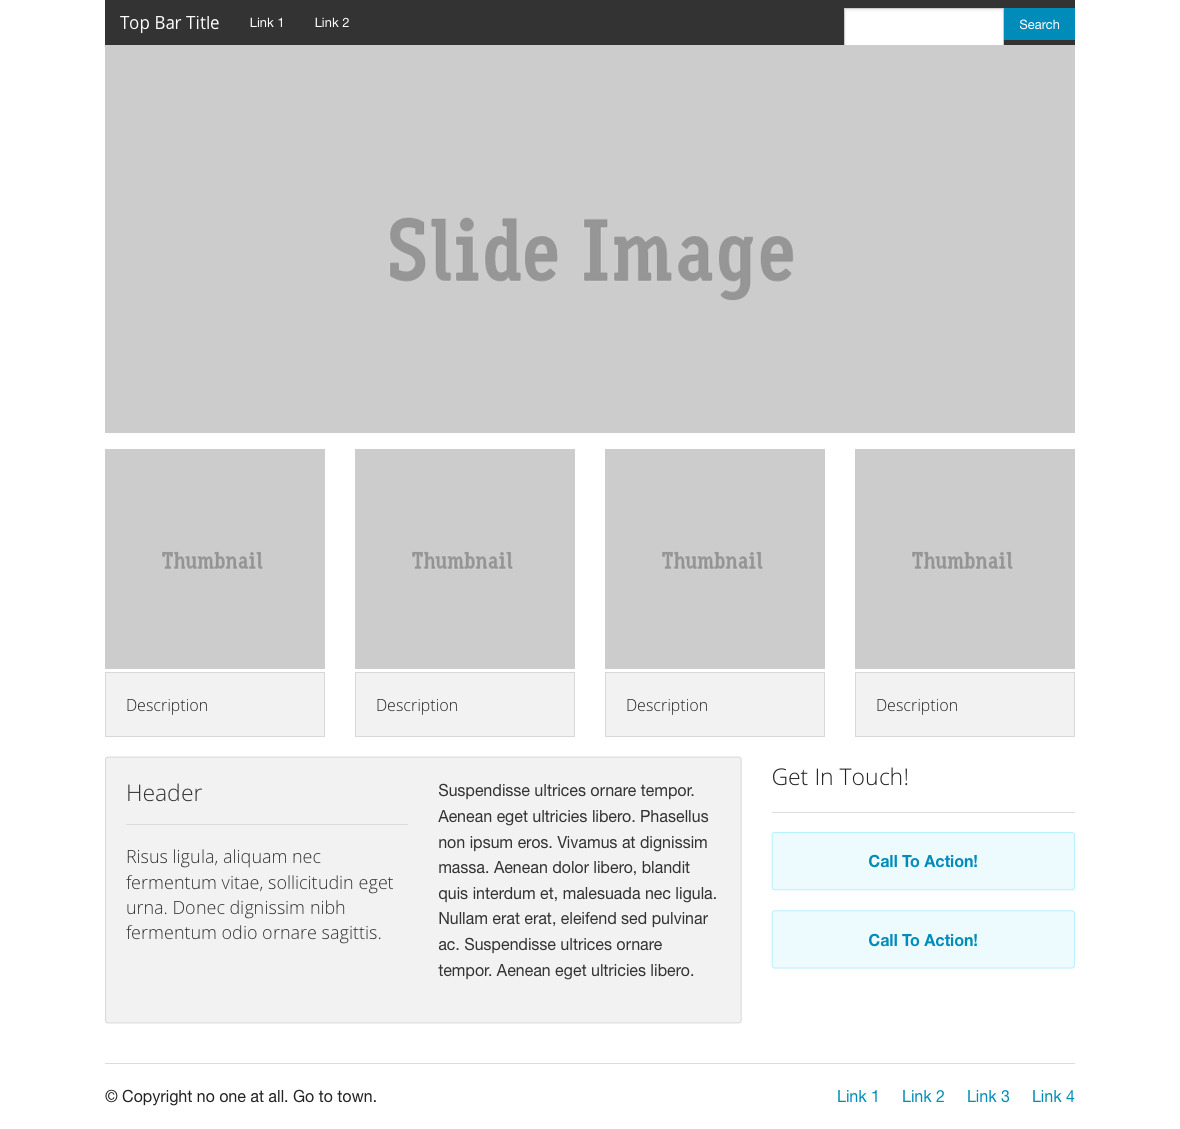 Top Bar Title Link 1 Link 2 Search
Slide Image
Thumbnail Thumbnail Thumbnail Thumbnail
Description Description Description Description
Header
Risus ligula, aliquam nec
fermentum vitae, sollicitudin eget
urna. Donec dignissim nibh
fermentum odio ornare sagittis.
Suspendisse ultrices ornare tempor.
Aenean eget ultricies libero. Phasellus
non ipsum eros. Vivamus at dignissim
massa. Aenean dolor libero, blandit
quis interdum et, malesuada nec ligula.
Nullam erat erat, eleifend sed pulvinar
ac. Suspendisse ultrices ornare
tempor. Aenean eget ultricies libero.
Get In Touch!
Call To Action!
Call To Action!
© Copyright no one at all. Go to town. Link 1 Link 2 Link 3 Link 4